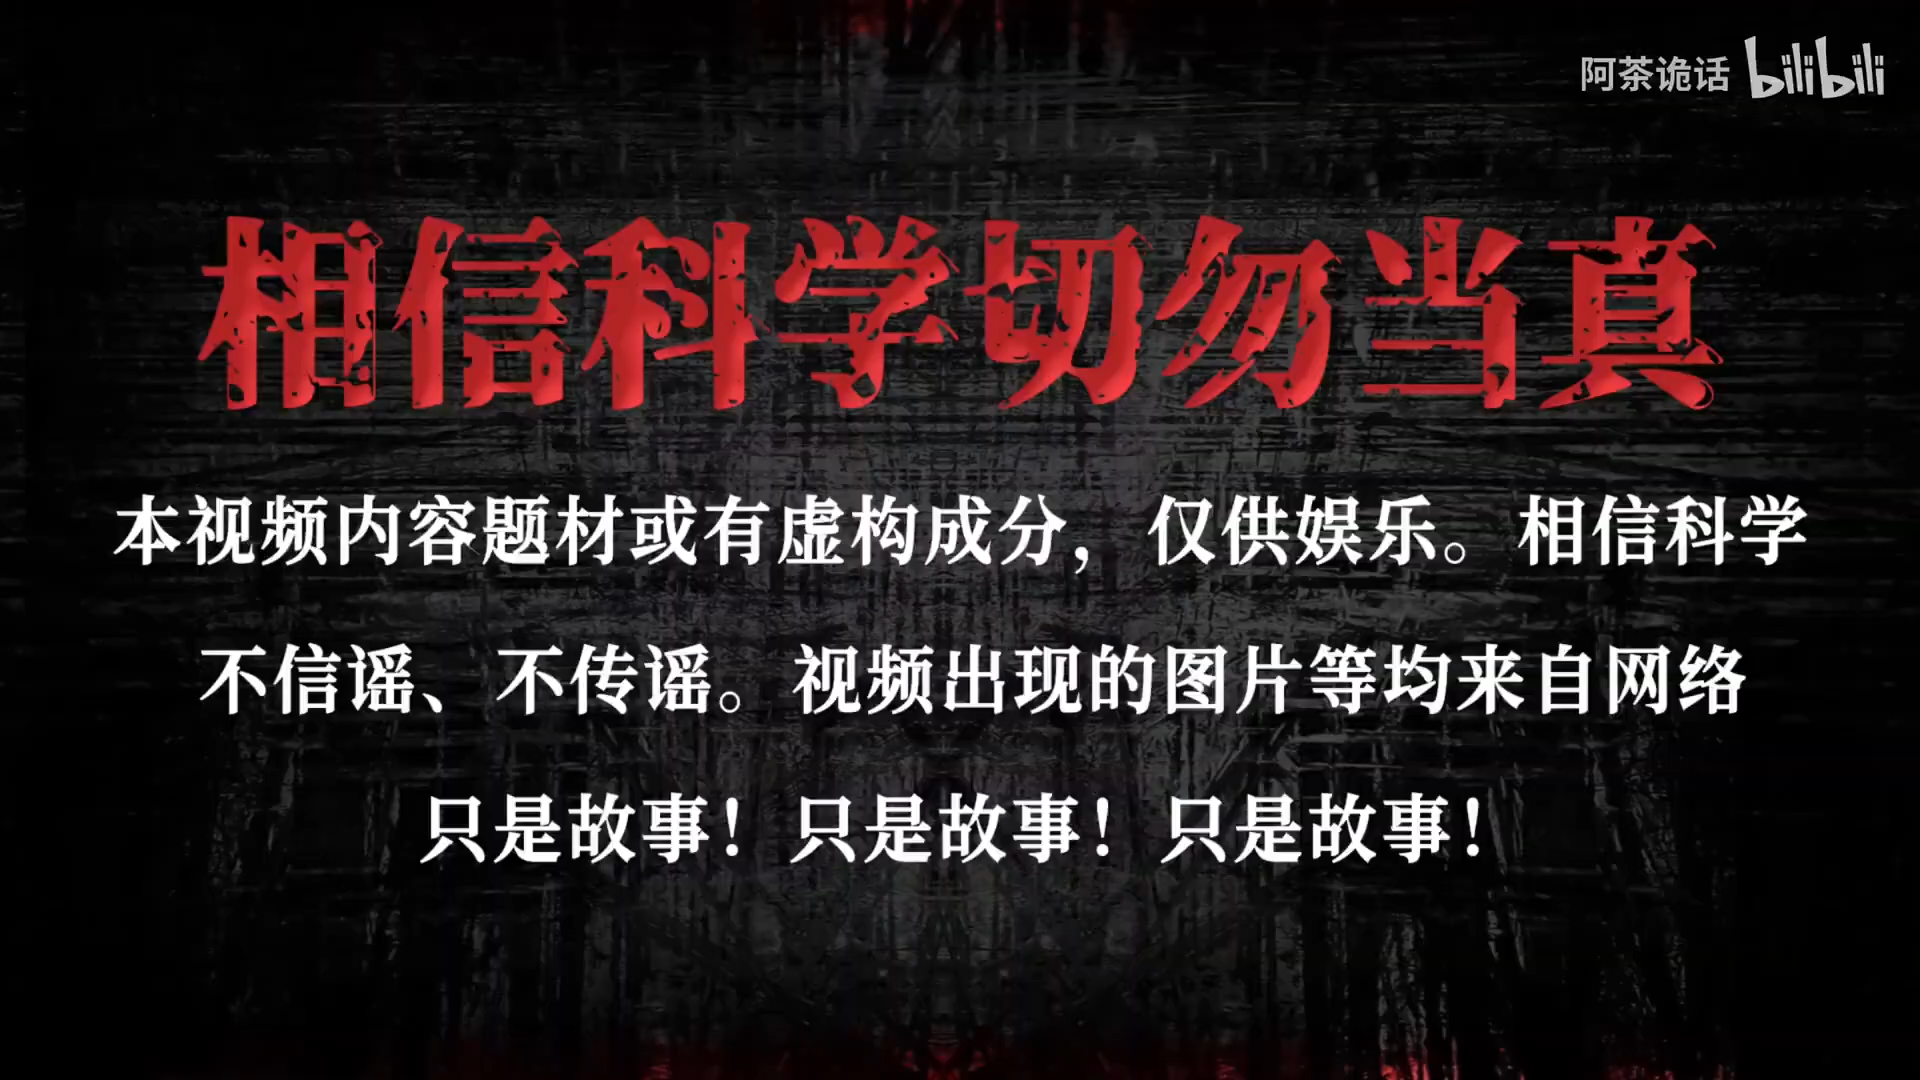 阿茶诡话 bilibili
相信科学切勿当真
本视频内容题材或有虚构成分，仅供娱乐。相信科学
不信谣、不传谣。视频出现的图片等均来自网络
只是故事！只是故事！只是故事！